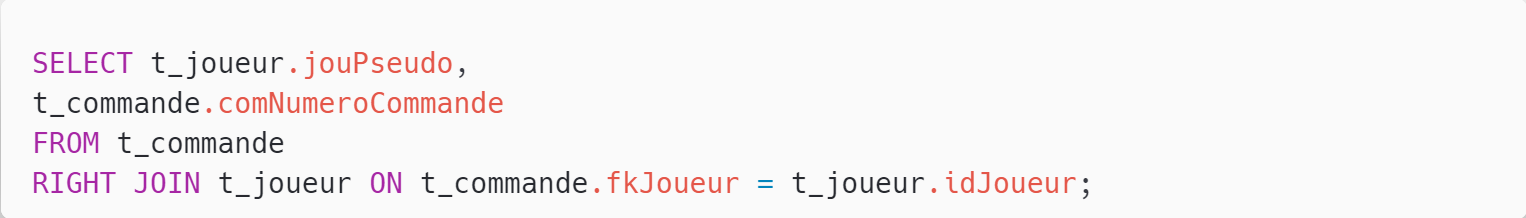 SELECT t_joueur.jouPseudo,
t_commande.comNumeroCommande
FROM t_commande
RIGHT JOIN t_joueur ON t_commande.fkJoueur = t_joueur.idJoueur;